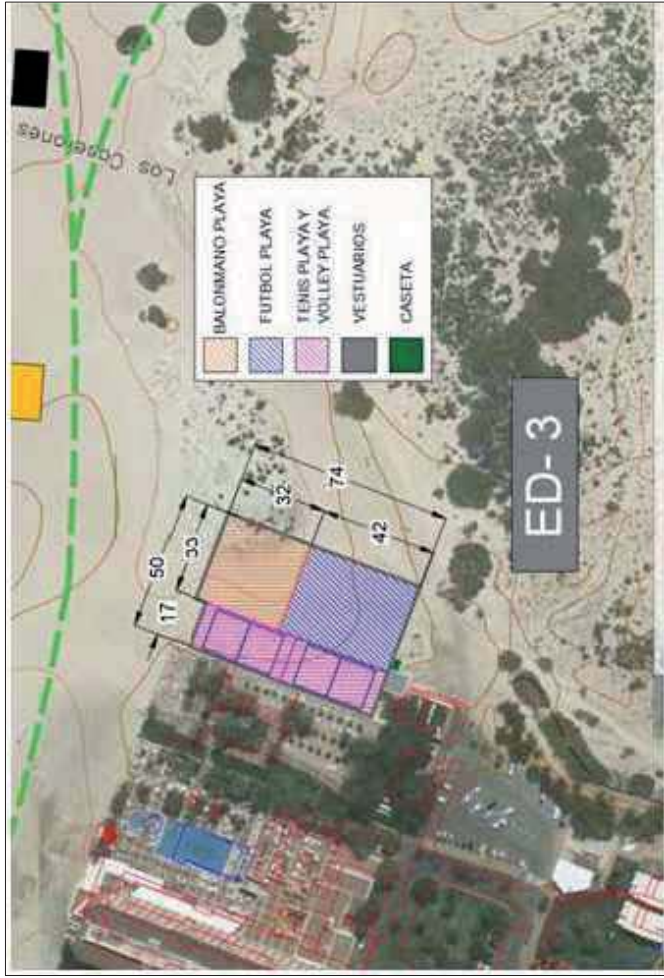 Los Caserones
BALONMANO PLAYA
FUTBOL PLAYA
TENIS PLAYA Y
VOLLEY PLAYA
VESTUARIOS
CASETA
50
17
33
32
74
42
ED- 3